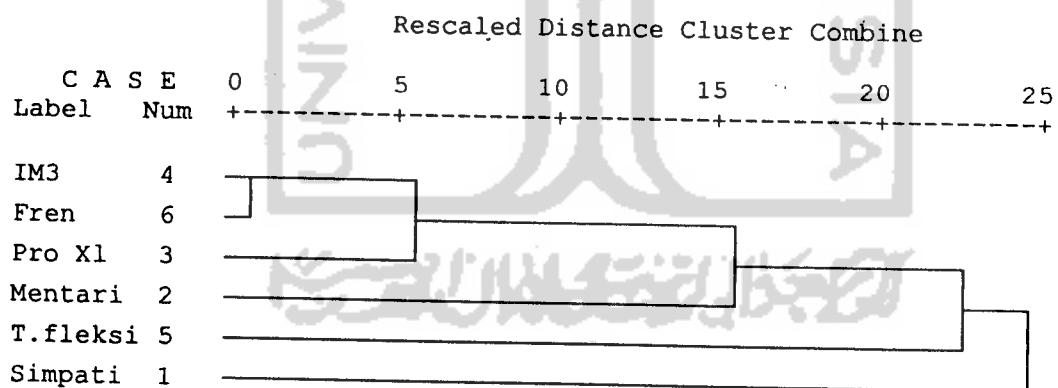 Rescaled Distance Cluster Combine
C A S E 0 5 10 15 20 25
Label Num +---------+---------+---------+---------+---------+
IM3 4
Fren 6
Pro Xl 3
Mentari 2
T.fleksi 5
Simpati 1